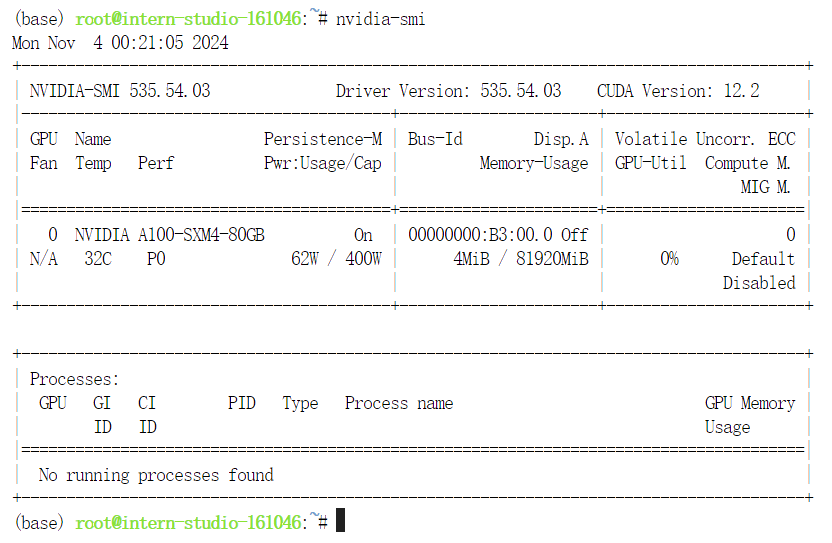 (base) root@intern-studio-161046:~# nvidia-smi
Mon Nov  4 00:21:05 2024
+---------------------------------------------------------------------------------------+
| NVIDIA-SMI 535.54.03              Driver Version: 535.54.03    CUDA Version: 12.2     |
|-----------------------------------------+----------------------+----------------------+
| GPU  Name                 Persistence-M | Bus-Id        Disp.A | Volatile Uncorr. ECC |
| Fan  Temp   Perf          Pwr:Usage/Cap |         Memory-Usage | GPU-Util  Compute M. |
|                                         |                      |               MIG M. |
|=========================================+======================+======================|
|   0  NVIDIA A100-SXM4-80GB          On  | 00000000:B3:00.0 Off |                    0 |
| N/A   32C    P0              62W / 400W |      4MiB / 81920MiB |      0%      Default |
|                                         |                      |             Disabled |
+-----------------------------------------+----------------------+----------------------+
+---------------------------------------------------------------------------------------+
| Processes:                                                                            |
|  GPU   GI   CI        PID   Type   Process name                            GPU Memory |
|        ID   ID                                                             Usage      |
|=======================================================================================|
|  No running processes found                                                           |
+---------------------------------------------------------------------------------------+
(base) root@intern-studio-161046:~#